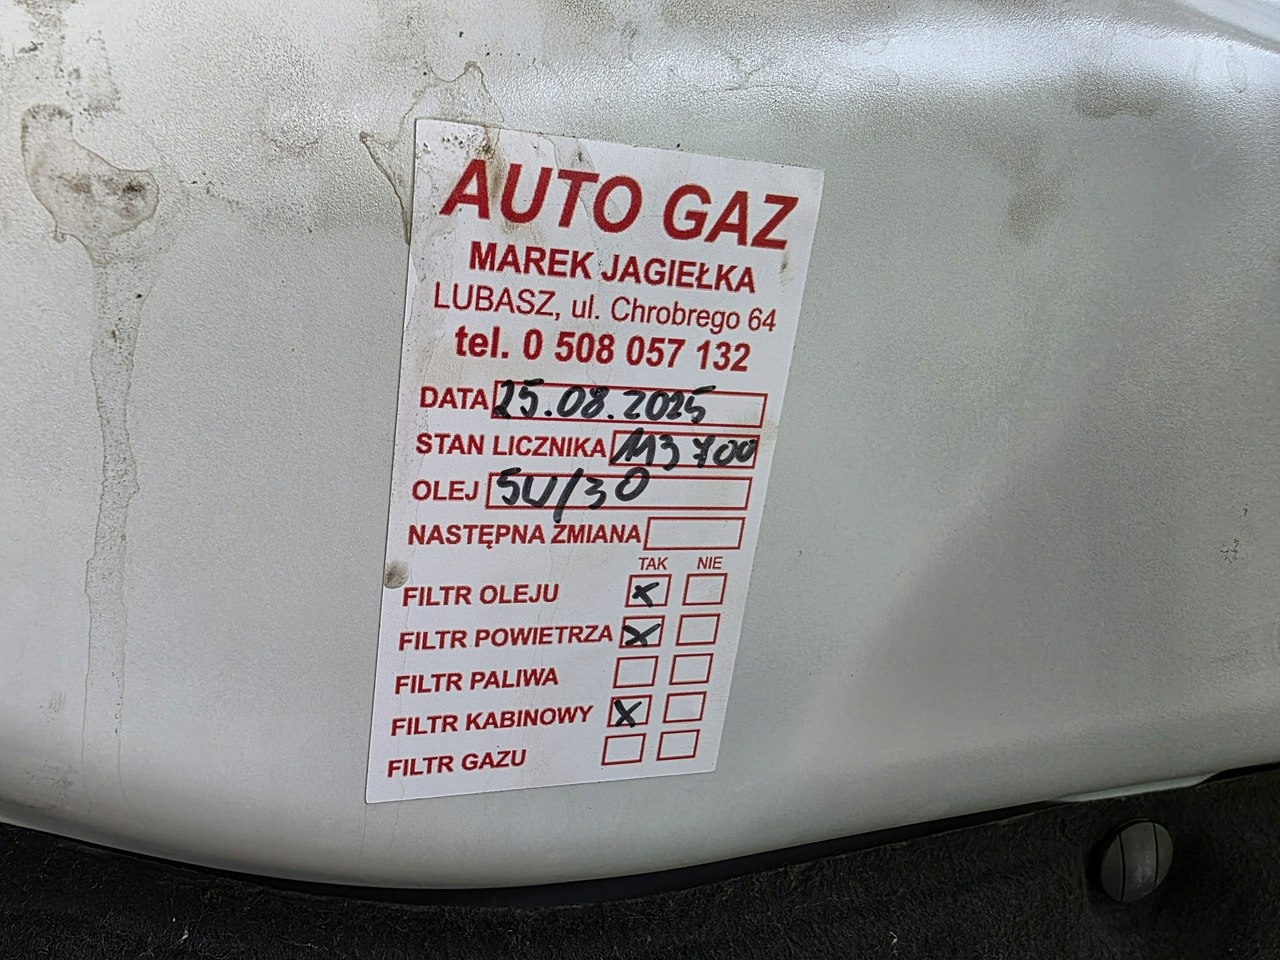 AUTO GAZ
MAREK JAGIEŁKA
LUBASZ, ul. Chrobrego 64
tel. 0 508 057 132
DATA 25.08.2025
STAN LICZNIKA 113 700
OLEJ 5W/30
NASTĘPNA ZMIANA
TAK NIE
FILTR OLEJU x
FILTR POWIETRZA x
FILTR PALIWA
FILTR KABINOWY x
FILTR GAZU